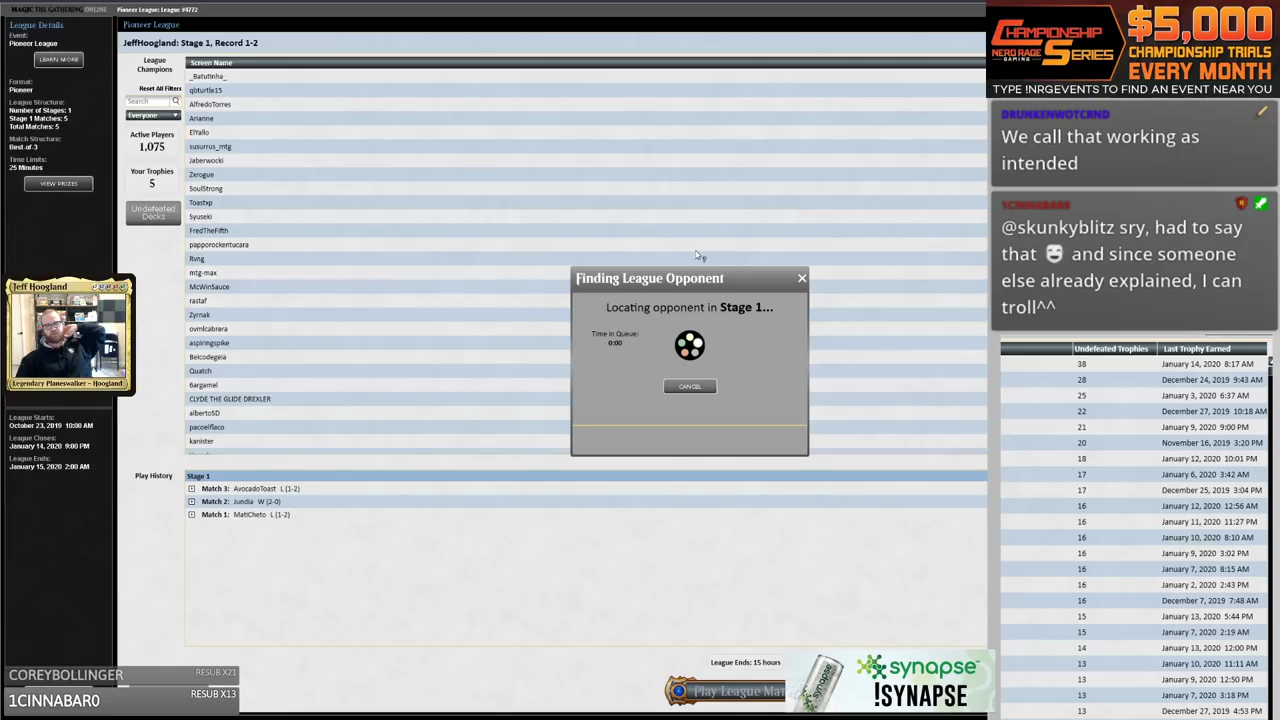 MAGIC THE GATHERING ONLINE
Pioneer League: League #4772
League Details
Event:
Pioneer League
LEARN MORE
Format:
Pioneer
League Structure:
Number of Stages: 1
Stage 1 Matches: 5
Total Matches: 5
Match Structure:
Best-of-3
Time Limits:
25 Minutes
VIEW PRIZES
Jeff Hoogland
Legendary Planeswalker - Hoogland
League Starts:
October 23, 2019 10:00 AM
League Closes:
January 14, 2020 9:00 PM
League Ends:
January 15, 2020 2:00 AM
Pioneer League
JeffHoogland: Stage 1, Record 1-2
League
Champions
Reset All Filters
Search
Everyone
Active Players
1,075
Your Trophies
5
Undefeated
Decks
Screen Name
_Batutinha_
qbturtle15
AlfredoTorres
Arianne
ElYallo
susurrus_mtg
Jaberwocki
Zxrogue
SoulStrong
Toastxp
Syuseki
FredTheFifth
papporockentucara
Rvng
mtg-max
McWinSauce
rastaf
Zyrnak
ovmlcabrera
aspiringspike
Beicodegeia
Quatch
6argamel
CLYDE THE GLIDE DREXLER
albertoSD
pacoelflaco
kanister
Finding League Opponent
Locating opponent in Stage 1...
Time in Queue:
0:00
CANCEL
Play History
Stage 1
Match 3: AvocadoToast L (1-2)
Match 2: Jundia W (2-0)
Match 1: MatiCheto L (1-2)
League Ends: 15 hours
Play League Mat
COREYBOLLINGER RESUB X21
1CINNABAR0 RESUB X13
synapse
!SYNAPSE
CHAMPIONSHIP
NERD RAGE
GAMING
SERIES
$5,000
CHAMPIONSHIP TRIALS
EVERY MONTH
TYPE !NRGEVENTS TO FIND AN EVENT NEAR YOU
DRUNKENWOTCRND
We call that working as
intended
1CINNABAR0
@skunkyblitz sry, had to say
that and since someone
else already explained, I can
troll^^
Undefeated Trophies Last Trophy Earned
38 January 14, 2020 8:17 AM
28 December 24, 2019 9:43 AM
25 January 3, 2020 6:37 AM
22 December 27, 2019 10:18 AM
21 January 9, 2020 9:00 PM
20 November 16, 2019 3:20 PM
18 January 12, 2020 10:01 PM
17 January 6, 2020 3:42 AM
17 December 25, 2019 3:04 PM
16 January 12, 2020 12:56 AM
16 January 11, 2020 11:27 PM
16 January 10, 2020 8:10 AM
16 January 9, 2020 3:02 PM
16 January 7, 2020 8:15 AM
16 January 2, 2020 2:43 PM
16 December 7, 2019 7:48 AM
15 January 13, 2020 5:44 PM
15 January 7, 2020 2:19 AM
14 January 13, 2020 12:00 PM
13 January 10, 2020 11:11 AM
13 January 9, 2020 12:50 PM
13 January 7, 2020 3:18 PM
13 December 27, 2019 4:53 PM